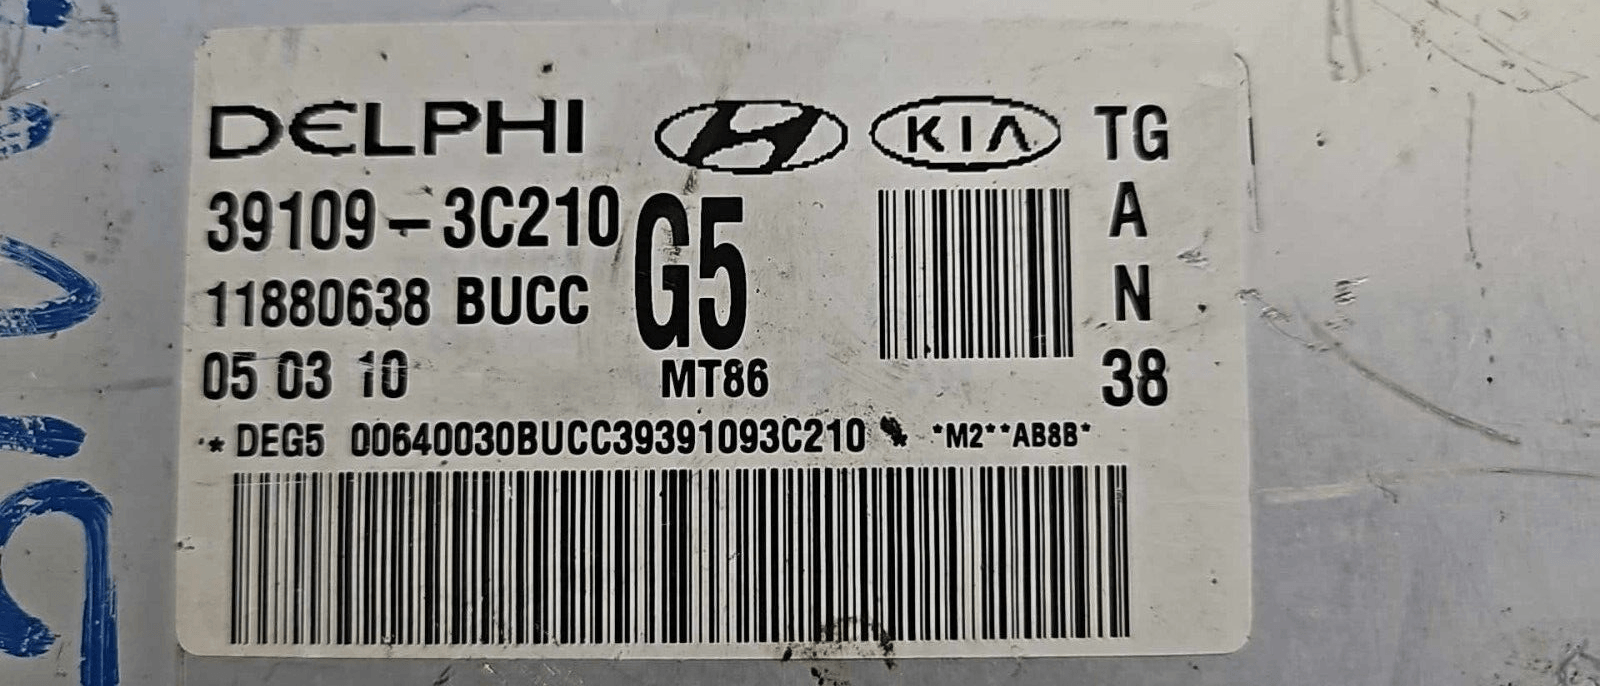 DELPHI KIA TG
39109-3C210 G5 A
11880638 BUCC N
05 03 10 MT86 38
* DEG5 00640030BUCC39391093C210 *M2**AB8B*